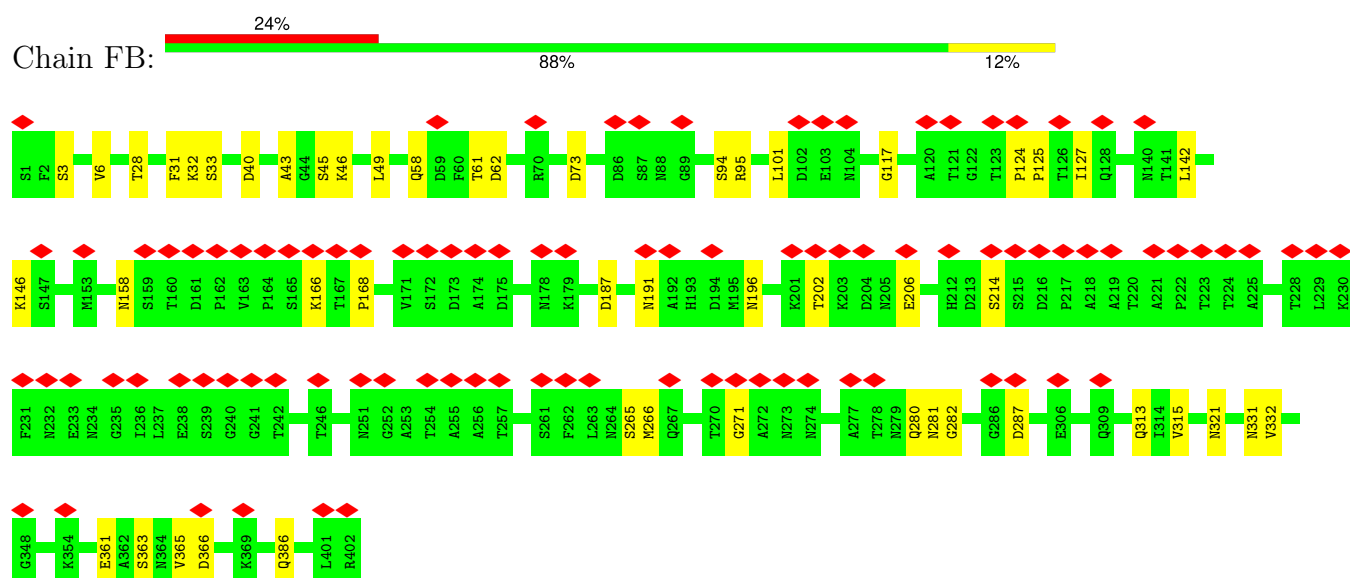 24%
Chain FB:
88% 12%
S1 F2 S3 V6 T28 F31 K32 S33 D40 A43 G44 S45 K46 L49 Q58 D59 F60 T61 D62 R70 D73 D86 S87 N88 G89 S94 R95 L101 D102 E103 N104 G117 A120 T121 G122 T123 P124 P125 T126 I127 Q128 N140 T141 L142
K146 S147 M153 N158 S159 T160 D161 P162 V163 P164 S165 K166 T167 P168 V171 S172 D173 A174 D175 N178 K179 D187 N191 A192 H193 D194 M195 N196 K201 T202 K203 D204 N205 E206 H212 D213 S214 S215 D216 P217 A218 A219 T220 A221 P222 T223 T224 A225 T228 L229 K230
F231 N232 E233 N234 G235 I236 L237 E238 S239 G240 G241 T242 T246 N251 G252 A253 T254 A255 A256 T257 S261 F262 L263 N264 S265 M266 Q267 T270 G271 A272 N273 N274 A277 T278 N279 Q280 N281 G282 G286 D287 E306 Q309 Q313 I314 V315 N321 N331 V332
G348 K354 E361 A362 S363 N364 V365 D366 K369 Q386 L401 R402